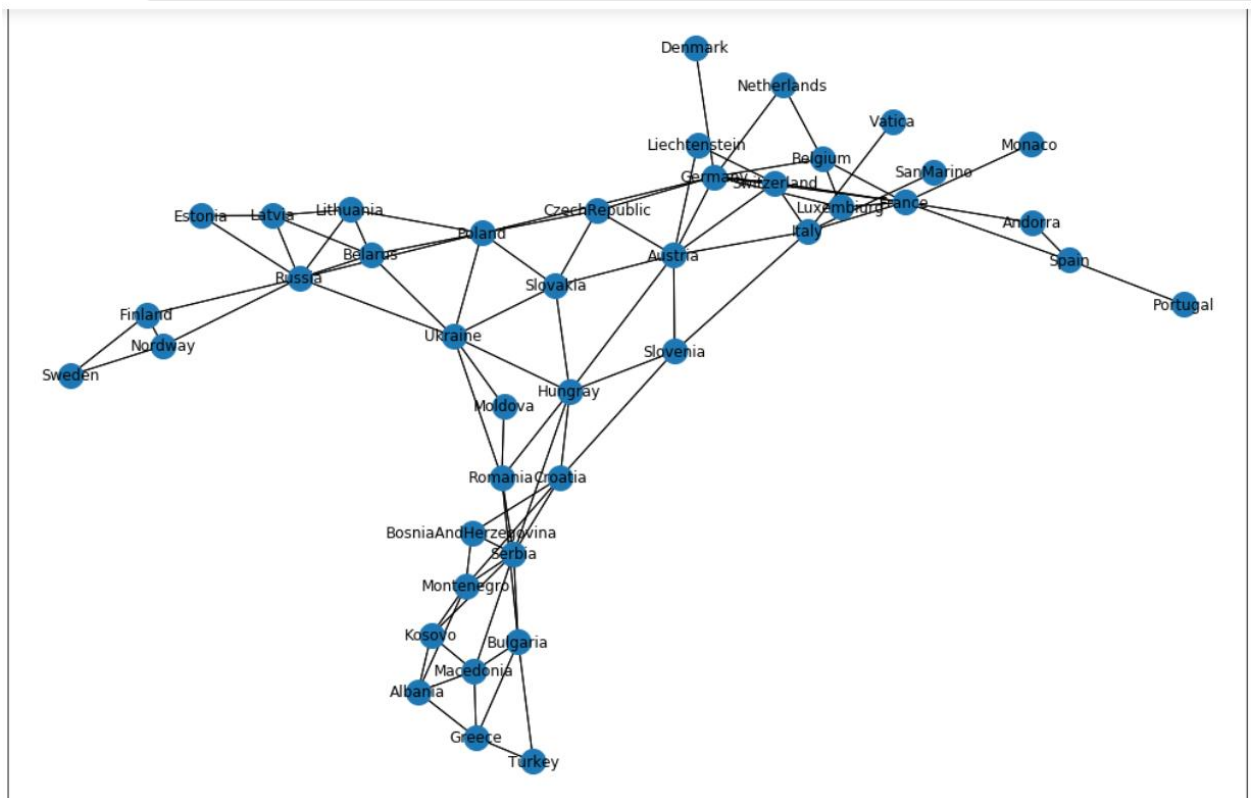 Denmark
Netherlands
Vatica
Liechtenstein
Monaco
Belgium
SanMarino
Germany
Switzerland
France
Luxembiurg
CzechRepublic
Lithuania
Estonia
Latvia
Andorra
Italy
Poland
Belarus
Austria
Spain
Russia
Slovakia
Portugal
Finland
Ukraine
Nordway
Slovenia
Sweden
Hungray
Moldova
Romania
Croatia
BosniaAndHerzegovina
Serbia
Montenegro
Kosovo
Bulgaria
Macedonia
Albania
Greece
Turkey